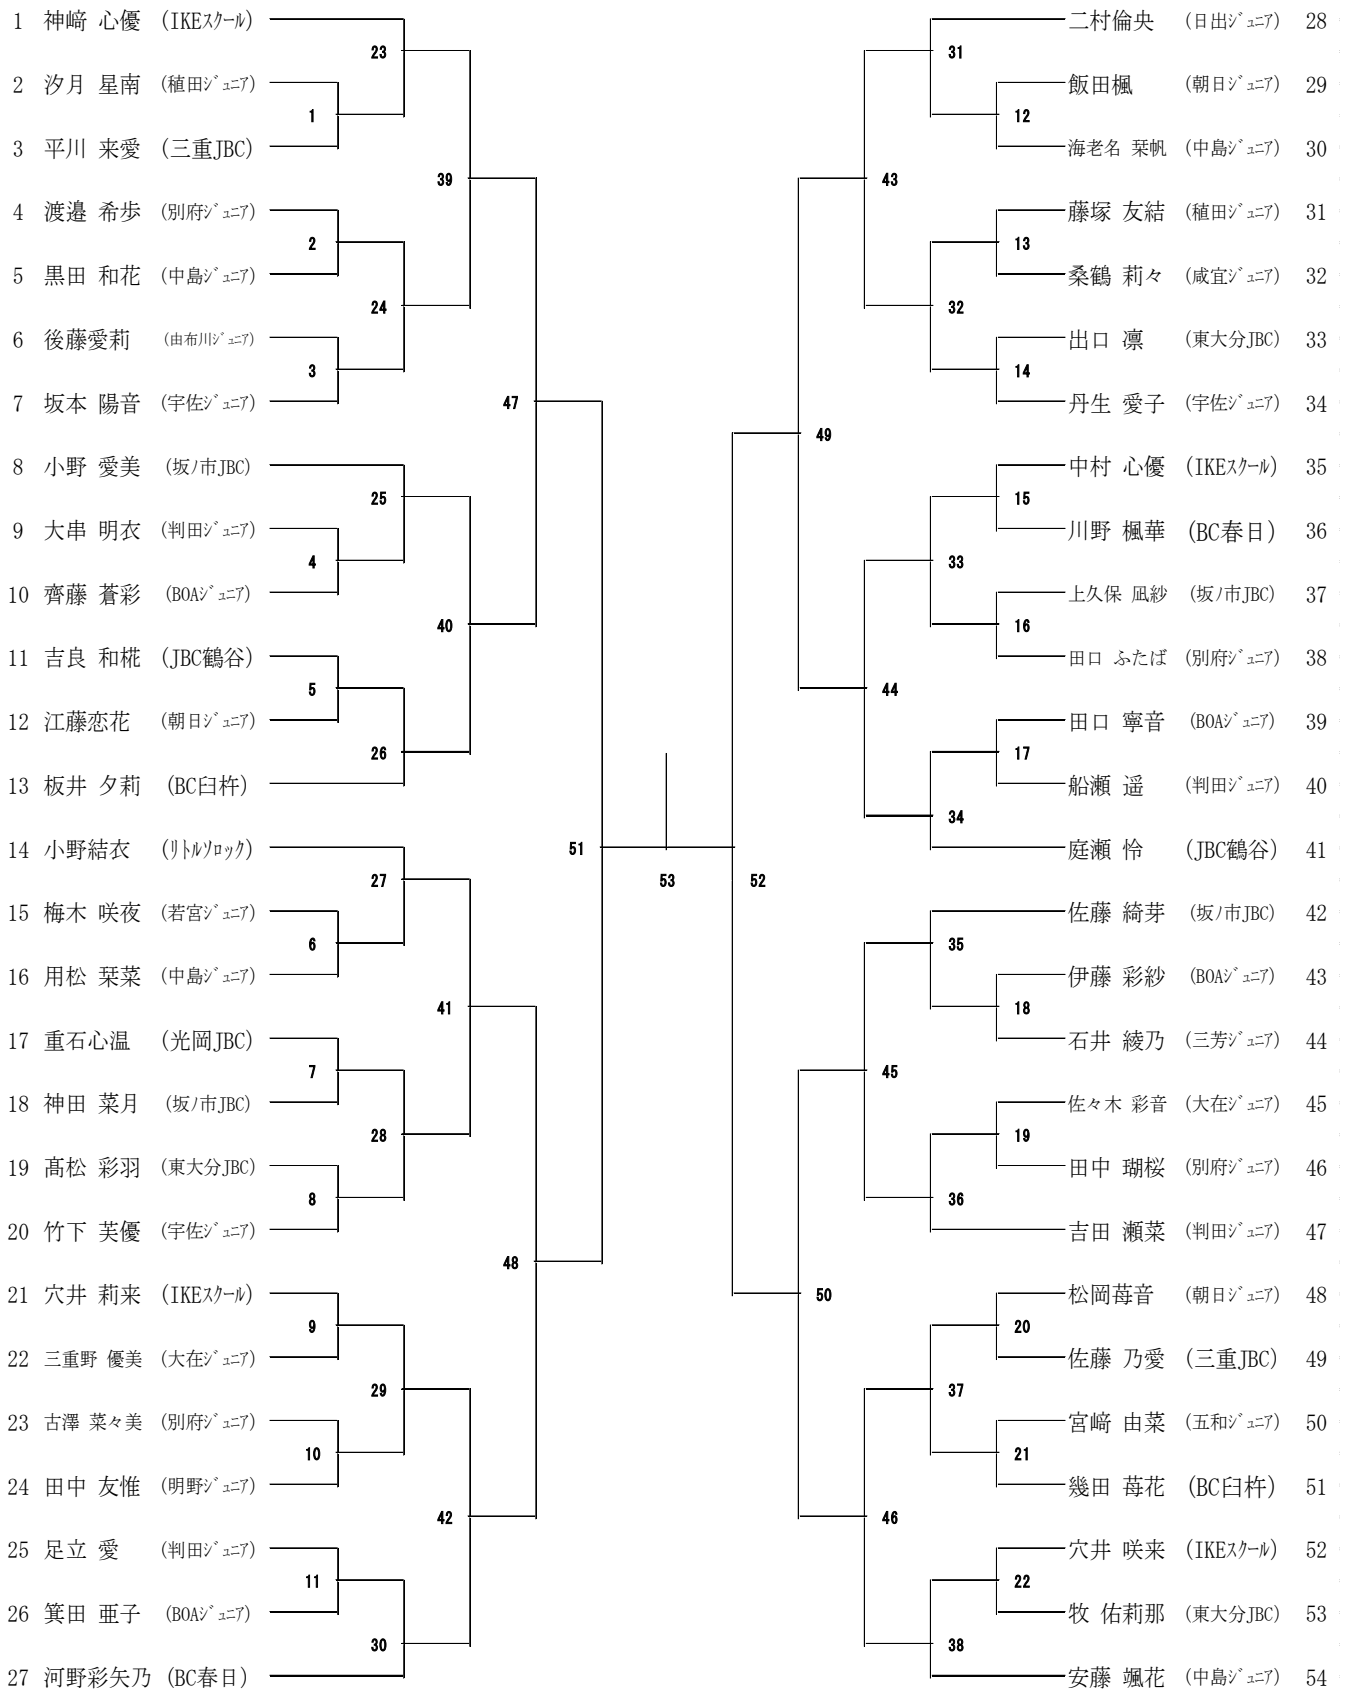 1 神﨑 心優 (IKEスクール)
23
2 汐月 星南 (稙田ジュニア)
1
3 平川 来愛 (三重JBC)
39
4 渡邉 希歩 (別府ジュニア)
2
5 黒田 和花 (中島ジュニア)
24
6 後藤愛莉 (由布川ジュニア)
3
7 坂本 陽音 (宇佐ジュニア)
47
8 小野 愛美 (坂ノ市JBC)
25
9 大串 明衣 (判田ジュニア)
4
10 齊藤 蒼彩 (BOAジュニア)
40
11 吉良 和椛 (JBC鶴谷)
5
12 江藤恋花 (朝日ジュニア)
26
13 板井 夕莉 (BC臼杵)
14 小野結衣 (リトルソロック)
51
27
15 梅木 咲夜 (若宮ジュニア)
6
16 用松 栞菜 (中島ジュニア)
41
17 重石心温 (光岡JBC)
7
18 神田 菜月 (坂ノ市JBC)
28
19 髙松 彩羽 (東大分JBC)
8
20 竹下 芙優 (宇佐ジュニア)
48
21 穴井 莉来 (IKEスクール)
9
22 三重野 優美 (大在ジュニア)
29
23 古澤 菜々美 (別府ジュニア)
10
24 田中 友惟 (明野ジュニア)
42
25 足立 愛 (判田ジュニア)
11
26 箕田 亜子 (BOAジュニア)
30
27 河野彩矢乃 (BC春日)
53
二村倫央 (日出ジュニア) 28
31
飯田楓 (朝日ジュニア) 29
12
海老名 栞帆 (中島ジュニア) 30
43
藤塚 友結 (稙田ジュニア) 31
13
桑鶴 莉々 (咸宜ジュニア) 32
32
出口 凛 (東大分JBC) 33
14
丹生 愛子 (宇佐ジュニア) 34
49
中村 心優 (IKEスクール) 35
15
川野 楓華 (BC春日) 36
33
上久保 凪紗 (坂ノ市JBC) 37
16
田口 ふたば (別府ジュニア) 38
44
田口 寧音 (BOAジュニア) 39
17
船瀬 遥 (判田ジュニア) 40
34
庭瀬 怜 (JBC鶴谷) 41
52
佐藤 綺芽 (坂ノ市JBC) 42
35
伊藤 彩紗 (BOAジュニア) 43
18
石井 綾乃 (三芳ジュニア) 44
45
佐々木 彩音 (大在ジュニア) 45
19
田中 瑚桜 (別府ジュニア) 46
36
吉田 瀬菜 (判田ジュニア) 47
50
松岡苺音 (朝日ジュニア) 48
20
佐藤 乃愛 (三重JBC) 49
37
宮﨑 由菜 (五和ジュニア) 50
21
幾田 苺花 (BC臼杵) 51
46
穴井 咲来 (IKEスクール) 52
22
牧 佑莉那 (東大分JBC) 53
38
安藤 颯花 (中島ジュニア) 54